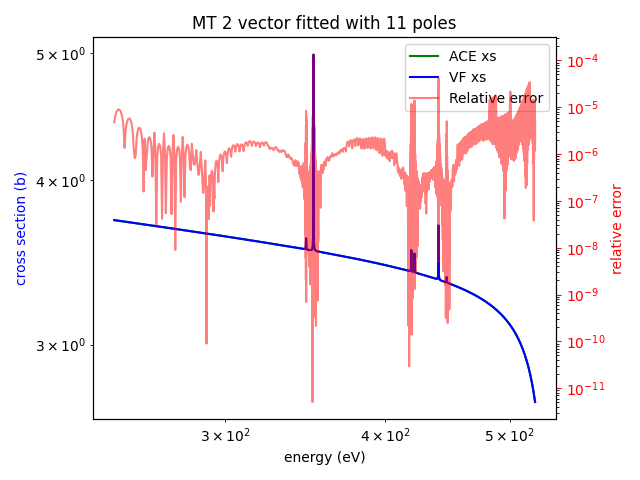 MT 2 vector fitted with 11 poles
ACE xs
VF xs
Relative error
5 × 10⁰
4 × 10⁰
3 × 10⁰
cross section (b)
10⁻⁴
10⁻⁵
10⁻⁶
10⁻⁷
10⁻⁸
10⁻⁹
10⁻¹⁰
10⁻¹¹
relative error
3 × 10² 4 × 10² 5 × 10²
energy (eV)